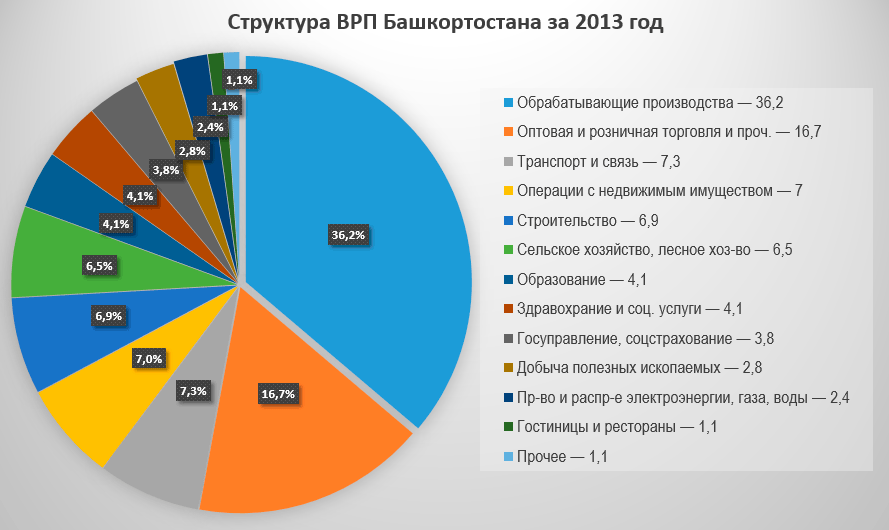 Структура ВРП Башкортостана за 2013 год
1,1%
1,1%
2,4%
2,8%
3,8%
4,1%
4,1%
6,5%
6,9%
7,0%
7,3%
16,7%
36,2%
Обрабатывающие производства — 36,2
Оптовая и розничная торговля и проч. — 16,7
Транспорт и связь — 7,3
Операции с недвижимым имуществом — 7
Строительство — 6,9
Сельское хозяйство, лесное хоз-во — 6,5
Образование — 4,1
Здравохрание и соц. услуги — 4,1
Госуправление, соцстрахование — 3,8
Добыча полезных ископаемых — 2,8
Пр-во и распр-е электроэнергии, газа, воды — 2,4
Гостиницы и рестораны — 1,1
Прочее — 1,1